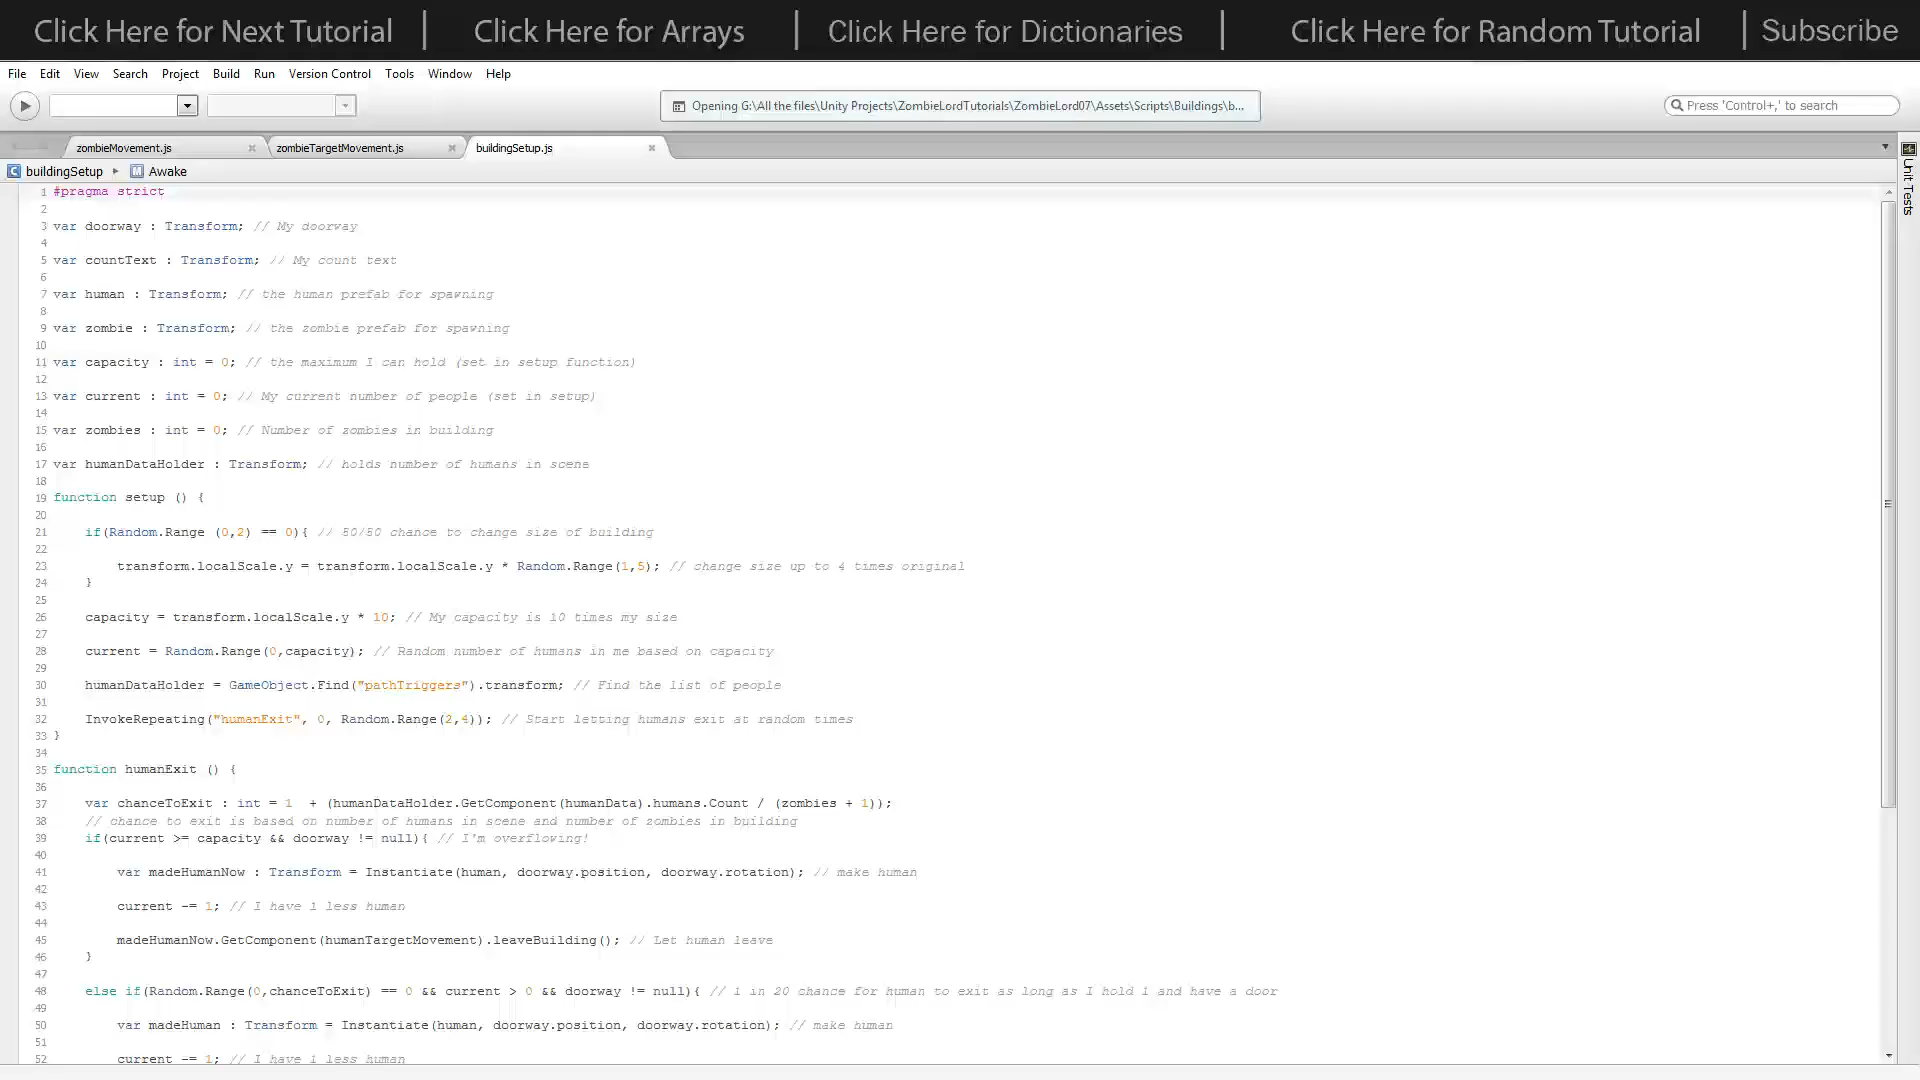 Click Here for Next Tutorial | Click Here for Arrays | Click Here for Dictionaries | Click Here for Random Tutorial | Subscribe
File Edit View Search Project Build Run Version Control Tools Window Help
Opening G:\All the files\Unity Projects\ZombieLordTutorials\ZombieLord07\Assets\Scripts\Buildings\b...
Press 'Control+,' to search
zombieMovement.js zombieTargetMovement.js buildingSetup.js
C buildingSetup M Awake
Unit Tests
1 #pragma strict
2
3 var doorway : Transform; // My doorway
4
5 var countText : Transform; // My count text
6
7 var human : Transform; // the human prefab for spawning
8
9 var zombie : Transform; // the zombie prefab for spawning
10
11 var capacity : int = 0; // the maximum I can hold (set in setup function)
12
13 var current : int = 0; // My current number of people (set in setup)
14
15 var zombies : int = 0; // Number of zombies in building
16
17 var humanDataHolder : Transform; // holds number of humans in scene
18
19 function setup () {
20
21 if(Random.Range (0,2) == 0){ // 50/50 chance to change size of building
22
23 transform.localScale.y = transform.localScale.y * Random.Range(1,5); // change size up to 4 times original
24 }
25
26 capacity = transform.localScale.y * 10; // My capacity is 10 times my size
27
28 current = Random.Range(0,capacity); // Random number of humans in me based on capacity
29
30 humanDataHolder = GameObject.Find("pathTriggers").transform; // Find the list of people
31
32 InvokeRepeating("humanExit", 0, Random.Range(2,4)); // Start letting humans exit at random times
33 }
34
35 function humanExit () {
36
37 var chanceToExit : int = 1  + (humanDataHolder.GetComponent(humanData).humans.Count / (zombies + 1));
38 // chance to exit is based on number of humans in scene and number of zombies in building
39 if(current >= capacity && doorway != null){ // I'm overflowing!
40
41 var madeHumanNow : Transform = Instantiate(human, doorway.position, doorway.rotation); // make human
42
43 current -= 1; // I have 1 less human
44
45 madeHumanNow.GetComponent(humanTargetMovement).leaveBuilding(); // Let human leave
46 }
47
48 else if(Random.Range(0,chanceToExit) == 0 && current > 0 && doorway != null){ // 1 in 20 chance for human to exit as long as I hold 1 and have a door
49
50 var madeHuman : Transform = Instantiate(human, doorway.position, doorway.rotation); // make human
51
52 current -= 1; // I have 1 less human